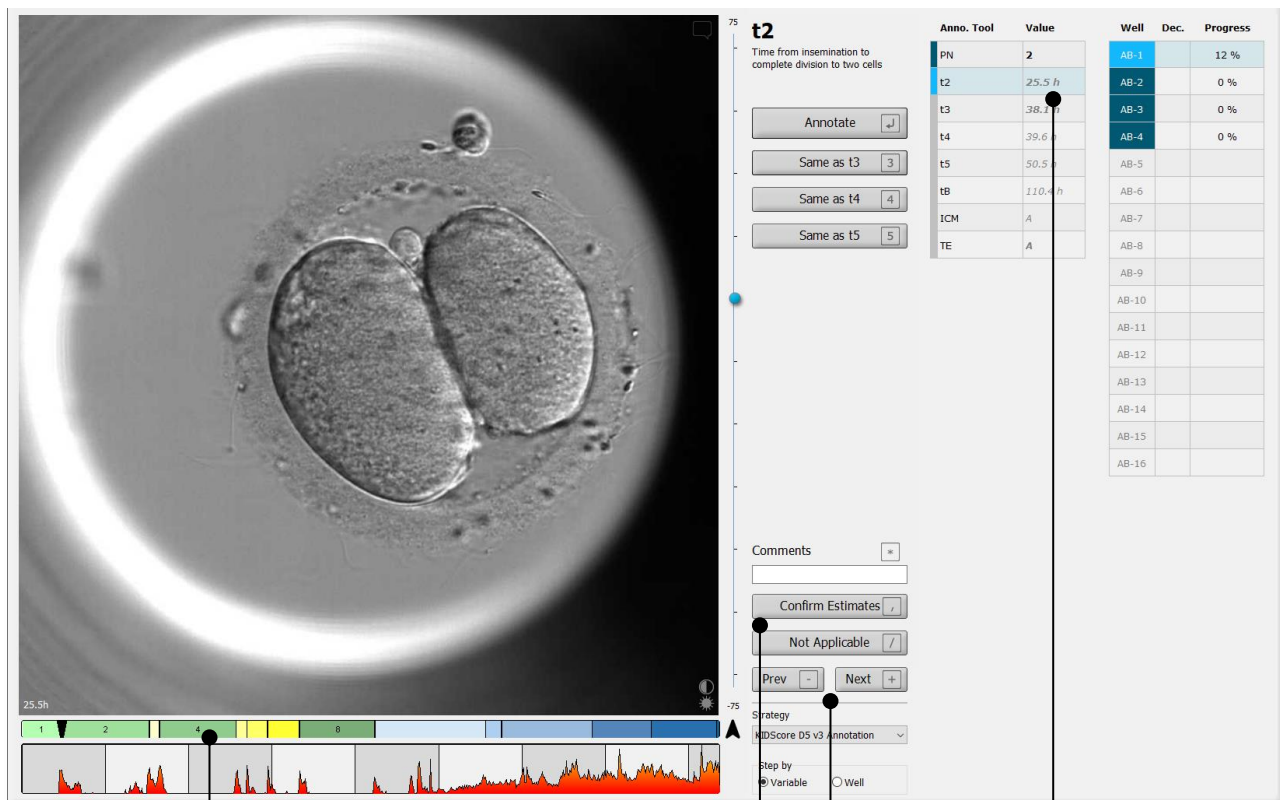 75
t2
Time from insemination to
complete division to two cells
Annotate
Same as t3 3
Same as t4 4
Same as t5 5
Comments *
Confirm Estimates ,
Not Applicable /
Prev -
Next +
Strategy
KIDScore D5 v3 Annotation
Step by
Variable
Well
-75
25.5h
1 2 4 8
Anno. Tool Value
PN 2
t2 25.5 h
t3 38.1 h
t4 39.6 h
t5 50.5 h
tB 110.4 h
ICM A
TE A
Well Dec. Progress
AB-1 12 %
AB-2 0 %
AB-3 0 %
AB-4 0 %
AB-5
AB-6
AB-7
AB-8
AB-9
AB-10
AB-11
AB-12
AB-13
AB-14
AB-15
AB-16